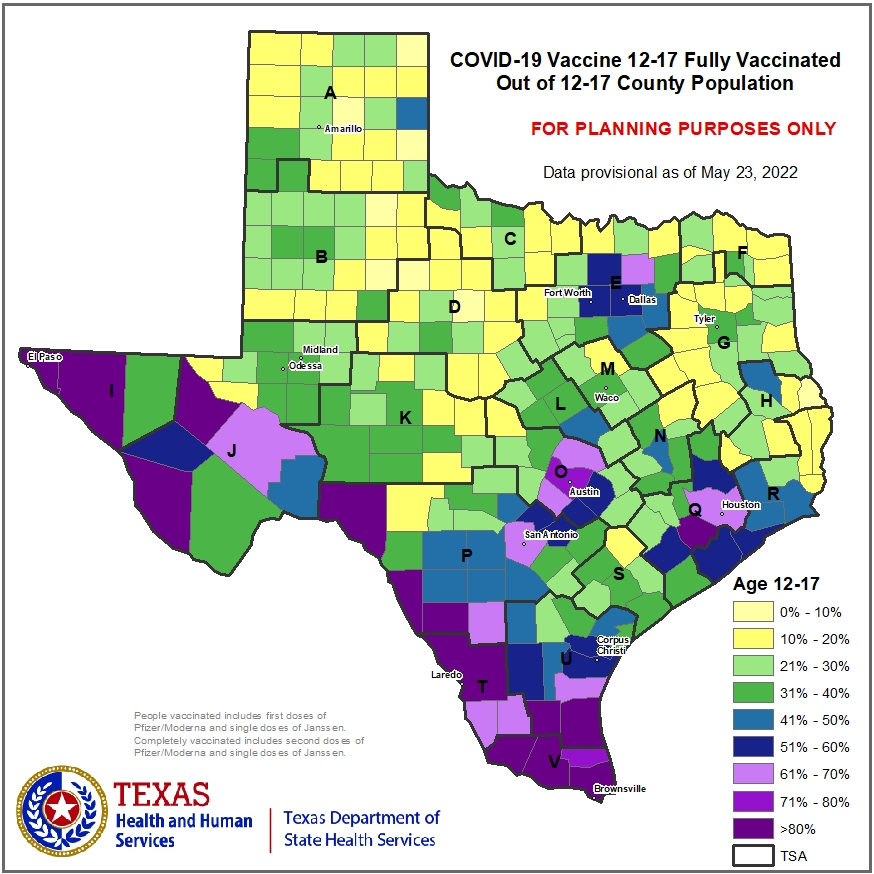 COVID-19 Vaccine 12-17 Fully Vaccinated
Out of 12-17 County Population
FOR PLANNING PURPOSES ONLY
Data provisional as of May 23, 2022
A
Amarillo
B
C
D
E
Fort Worth
Dallas
F
Tyler
G
Midland
Odessa
El Paso
I
J
K
L
M
Waco
H
N
O
Austin
Q
Houston
R
San Antonio
P
S
Corpus
Christi
U
Laredo
T
V
Brownsville
Age 12-17
0% - 10%
10% - 20%
21% - 30%
31% - 40%
41% - 50%
51% - 60%
61% - 70%
71% - 80%
>80%
TSA
People vaccinated includes first doses of
Pfizer/Moderna and single doses of Janssen.
Completely vaccinated includes second doses of
Pfizer/Moderna and single doses of Janssen.
TEXAS
Health and Human
Services
Texas Department of
State Health Services